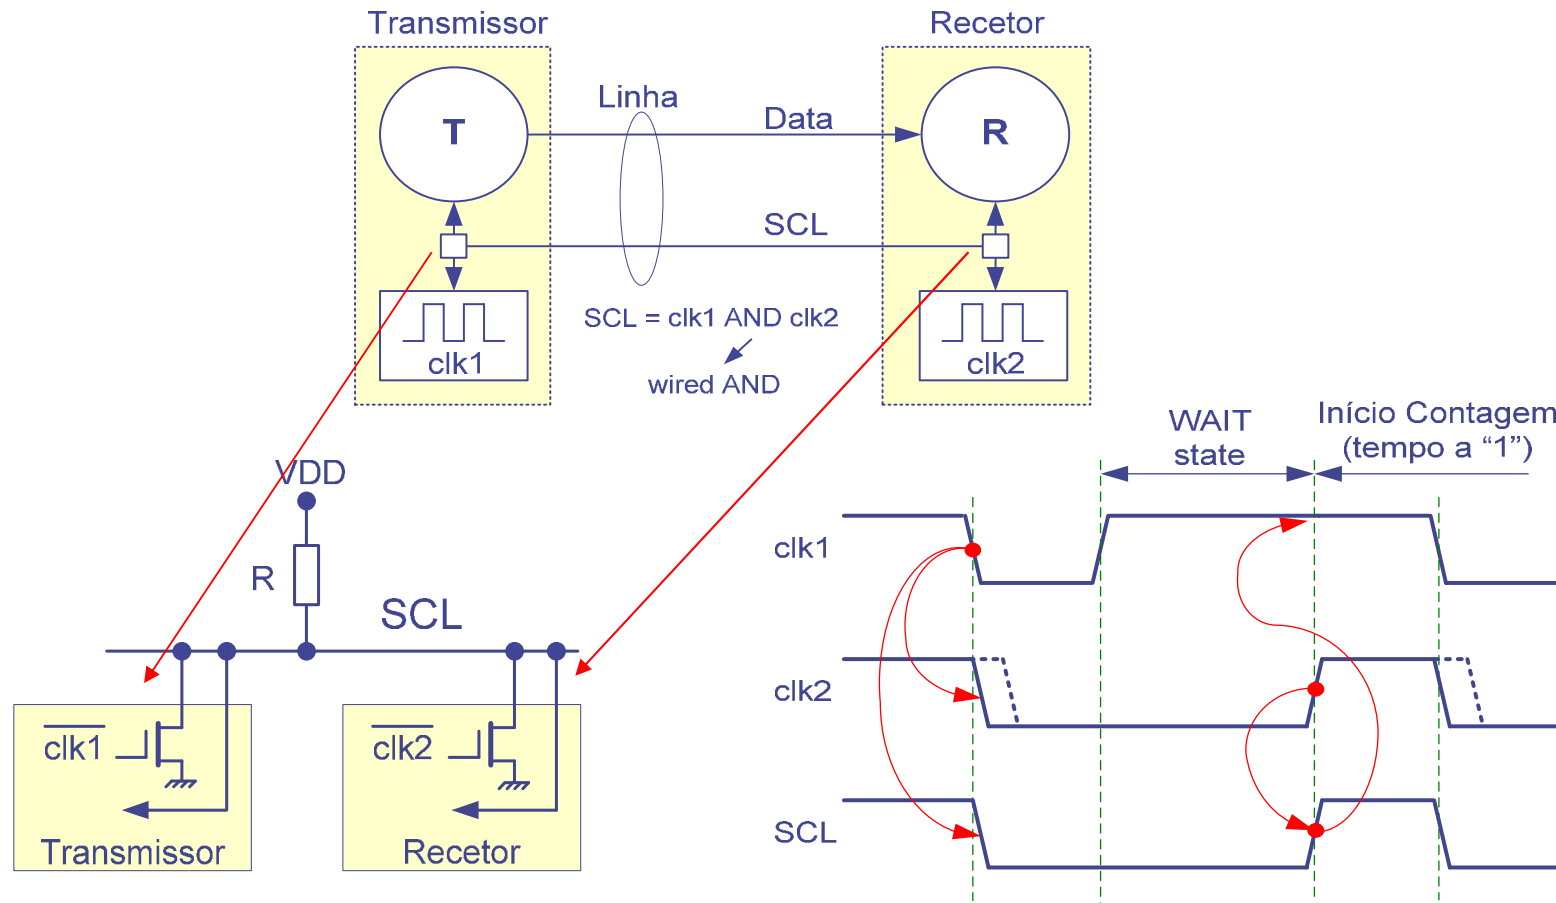 Transmissor
Recetor
Linha
Data
T
R
SCL
SCL = clk1 AND clk2
wired AND
clk1
clk2
WAIT
state
Início Contagem
(tempo a “1”)
VDD
R
SCL
clk1
clk2
Transmissor
Recetor
clk1
clk2
SCL